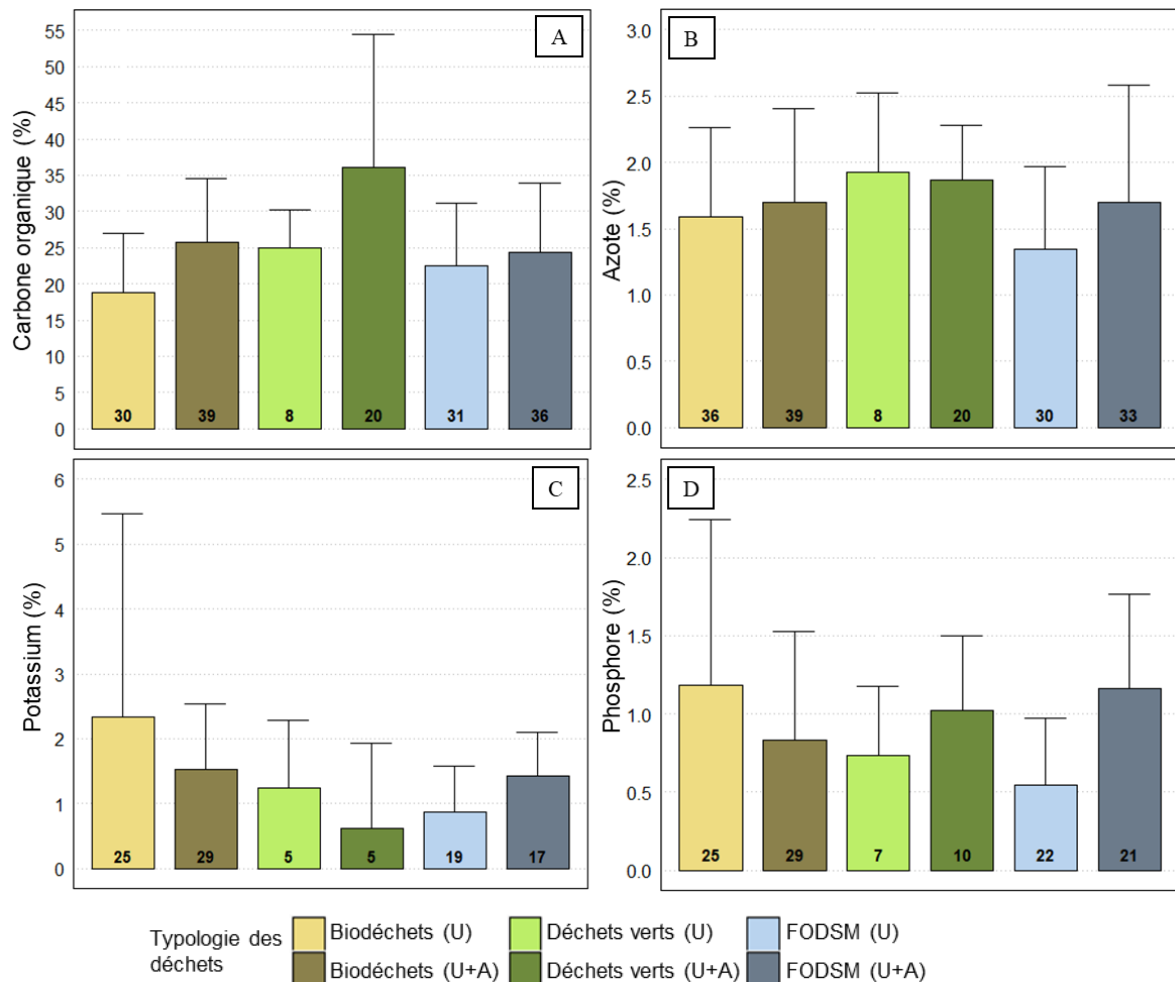 A
Carbone organique (%)
55
50
45
40
35
30
25
20
15
10
5
0
30 39 8 20 31 36
B
Azote (%)
3.0
2.5
2.0
1.5
1.0
0.5
0.0
36 39 8 20 30 33
C
Potassium (%)
6
5
4
3
2
1
0
25 29 5 5 19 17
D
Phosphore (%)
2.5
2.0
1.5
1.0
0.5
0.0
25 29 7 10 22 21
Typologie des
déchets
Biodéchets (U) Déchets verts (U) FODSM (U)
Biodéchets (U+A) Déchets verts (U+A) FODSM (U+A)